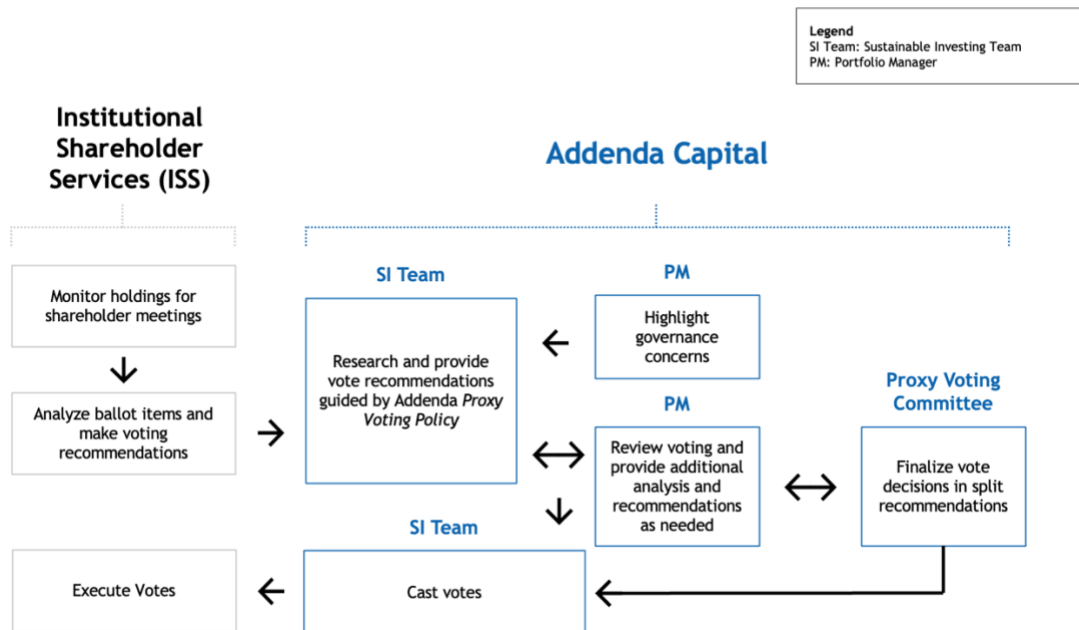 Legend
SI Team: Sustainable Investing Team
PM: Portfolio Manager
Institutional
Shareholder
Services (ISS)
Addenda Capital
Monitor holdings for
shareholder meetings
Analyze ballot items and
make voting
recommendations
SI Team
Research and provide
vote recommendations
guided by Addenda Proxy
Voting Policy
PM
Highlight
governance
concerns
PM
Review voting and
provide additional
analysis and
recommendations
as needed
Proxy Voting
Committee
Finalize vote
decisions in split
recommendations
SI Team
Cast votes
Execute Votes